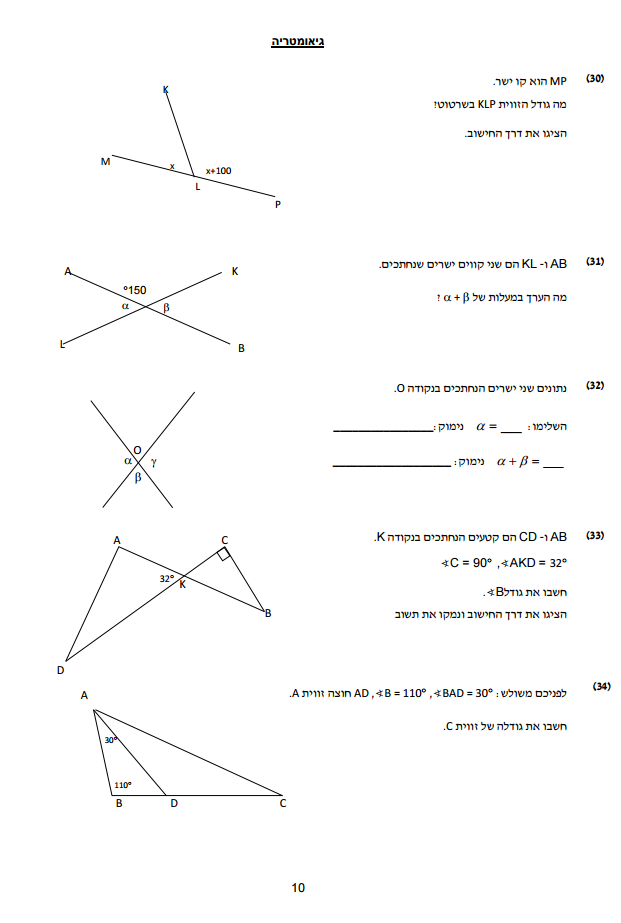 גיאומטריה
(30) MP הוא קו ישר.
מה גודל הזווית KLP בשרטוט?
הציגו את דרך החישוב.
K
M
x
x+100
L
P
(31) AB ו- KL הם שני קווים ישרים שנחתכים.
מה הערך במעלות של α + β ?
A
K
°150
α
β
L
B
(32) נתונים שני ישרים הנחתכים בנקודה O.
השלימו : α = ___ נימוק :________________
α + β = ___ נימוק : ___________________
O
α
γ
β
(33) AB ו- CD הם קטעים הנחתכים בנקודה K.
∢C = 90° ,∢AKD = 32°
חשבו את גודל ∢B.
הציגו את דרך החישוב ונמקו את תשוב
A
C
32°
K
B
D
(34) לפניכם משולש : AD ,∢B = 110° ,∢BAD = 30° חוצה זווית A.
חשבו את גודלה של זווית C.
A
30°
110°
B
D
C
10